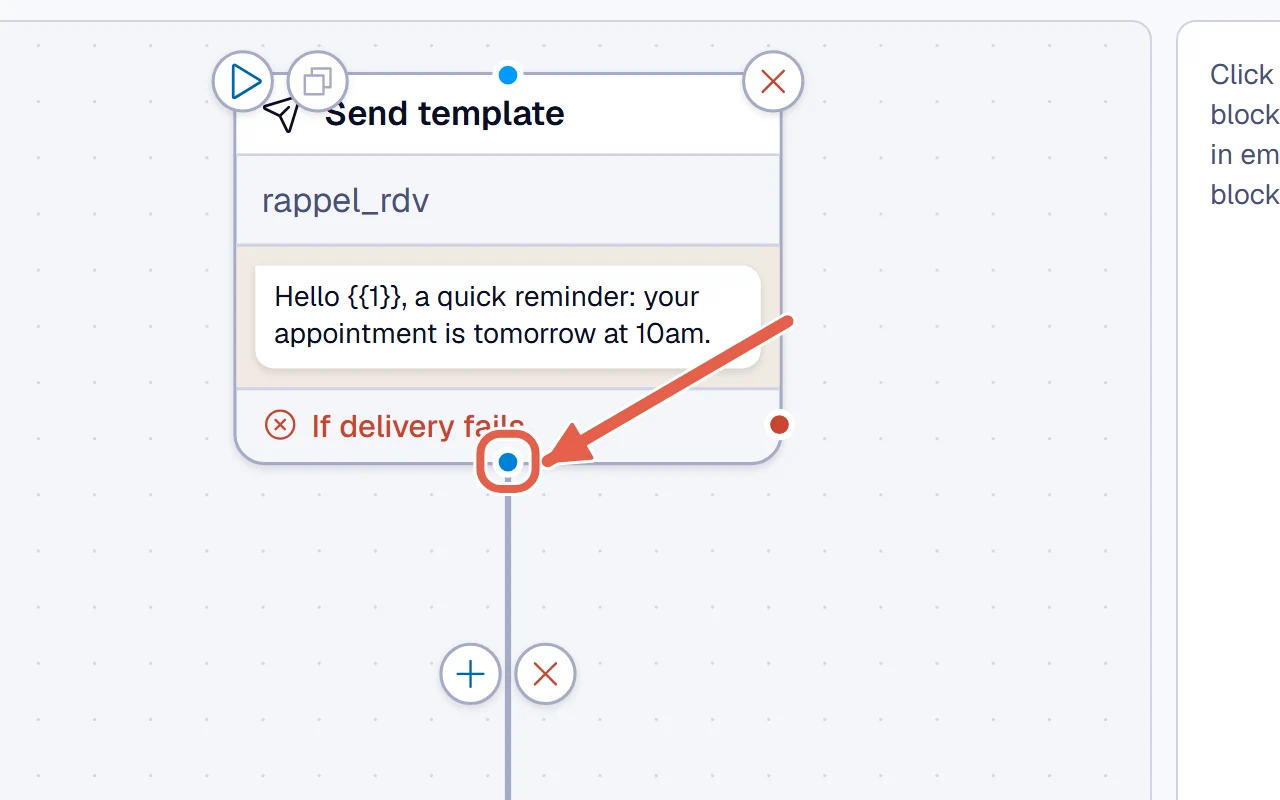 Send template
rappel_rdv
Hello {{1}}, a quick reminder: your
appointment is tomorrow at 10am.
If delivery fails
Click
block
in em
block